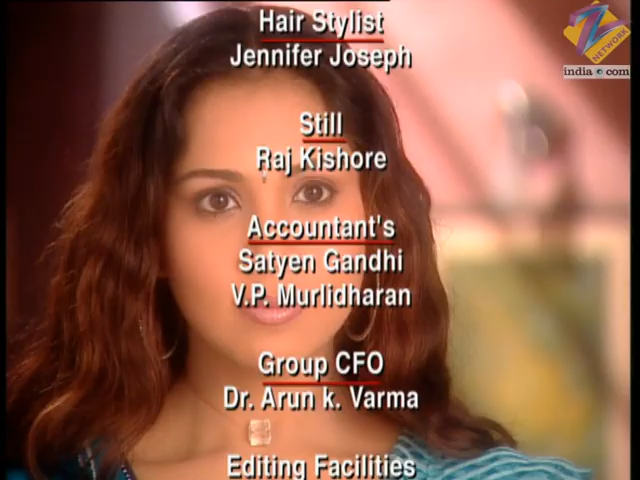 Hair Stylist
Jennifer Joseph
Still
Raj Kishore
Accountant's
Satyen Gandhi
V.P. Murlidharan
Group CFO
Dr. Arun k. Varma
Editing Facilities
Z
NETWORK
india.com